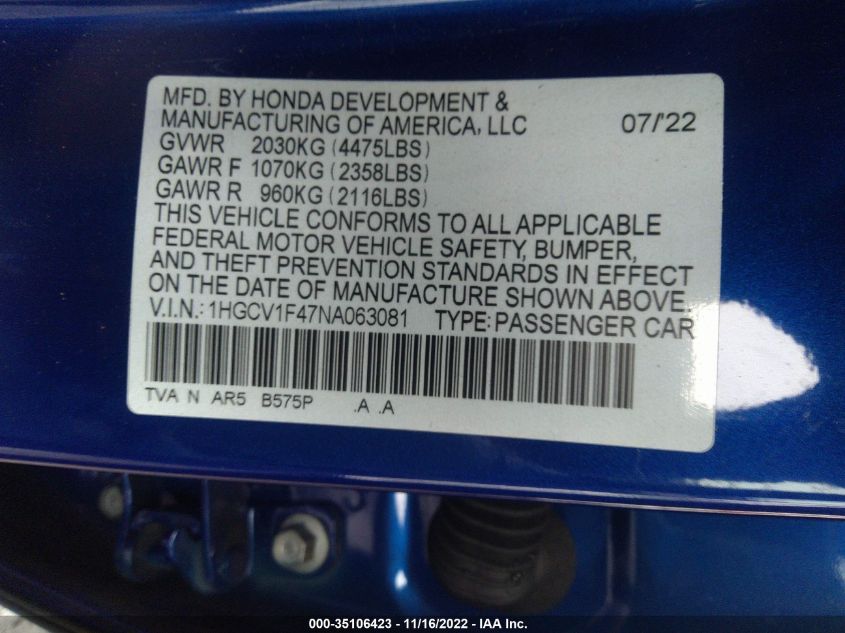 MFD. BY HONDA DEVELOPMENT &
MANUFACTURING OF AMERICA, LLC 07/'22
GVWR 2030KG (4475LBS)
GAWR F 1070KG (2358LBS)
GAWR R 960KG (2116LBS)
THIS VEHICLE CONFORMS TO ALL APPLICABLE
FEDERAL MOTOR VEHICLE SAFETY, BUMPER,
AND THEFT PREVENTION STANDARDS IN EFFECT
ON THE DATE OF MANUFACTURE SHOWN ABOVE.
V.I.N.: 1HGCV1F47NA063081 TYPE: PASSENGER CAR
TVA N AR5 B575P .A .A
000-35106423 - 11/16/2022 - IAA Inc.